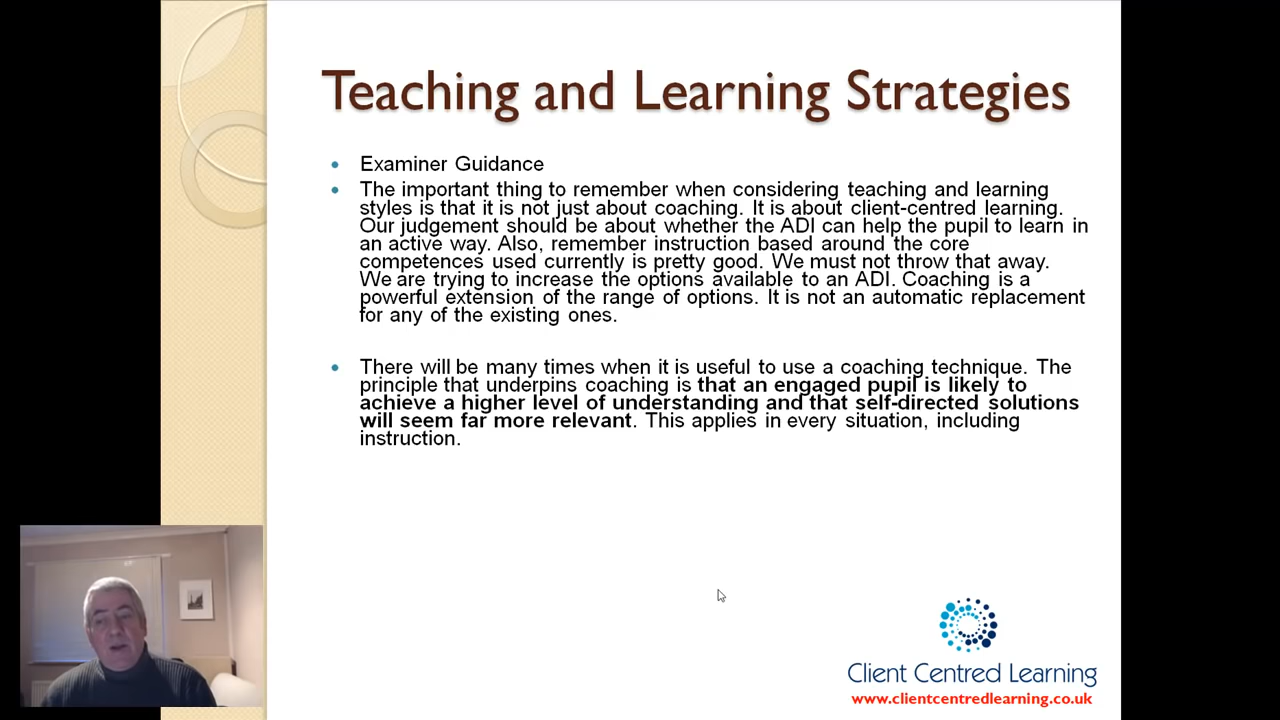 Teaching and Learning Strategies
Examiner Guidance
The important thing to remember when considering teaching and learning
styles is that it is not just about coaching. It is about client-centred learning.
Our judgement should be about whether the ADI can help the pupil to learn in
an active way. Also, remember instruction based around the core
competences used currently is pretty good. We must not throw that away.
We are trying to increase the options available to an ADI. Coaching is a
powerful extension of the range of options. It is not an automatic replacement
for any of the existing ones.
There will be many times when it is useful to use a coaching technique. The
principle that underpins coaching is that an engaged pupil is likely to
achieve a higher level of understanding and that self-directed solutions
will seem far more relevant. This applies in every situation, including
instruction.
Client Centred Learning
www.clientcentredlearning.co.uk